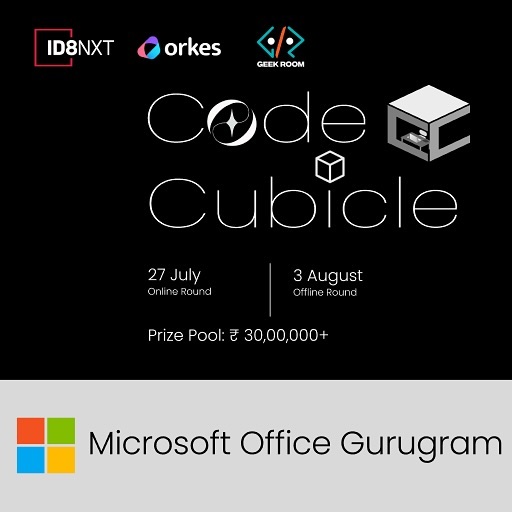 ID8NXT orkes
GEEK ROOM
Code
Cubicle
27 July
Online Round
3 August
Offline Round
Prize Pool: ₹ 30,00,000+
Microsoft Office Gurugram